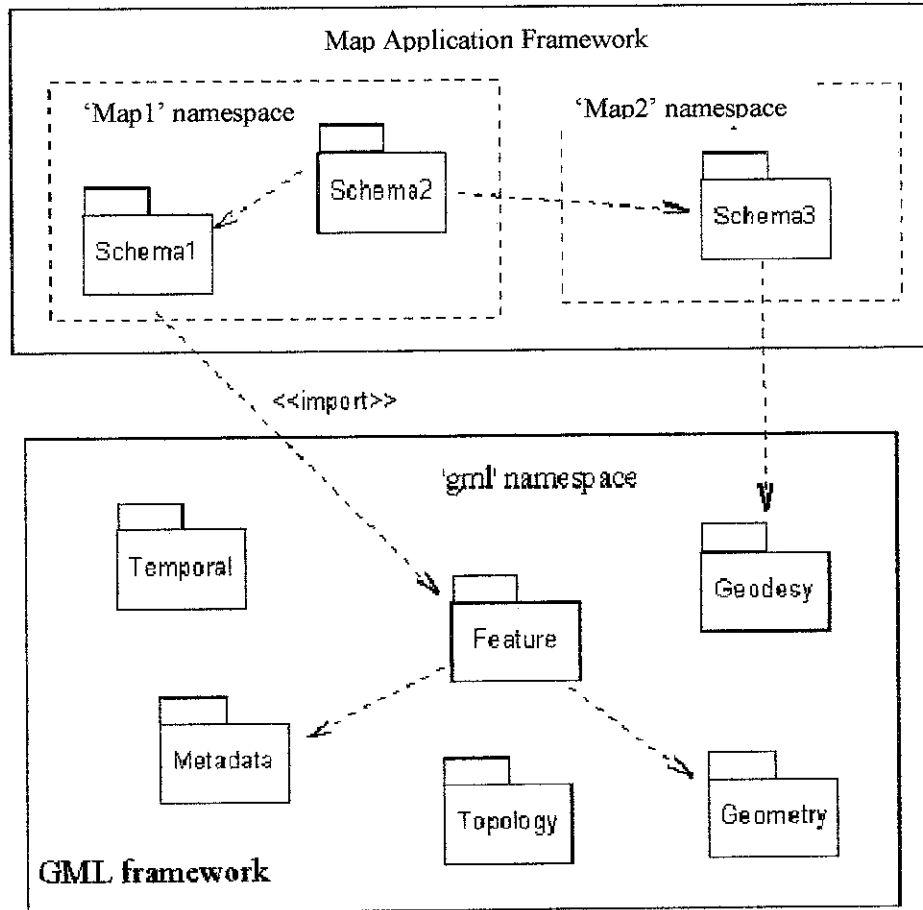 Map Application Framework
‘Map1’ namespace
‘Map2’ namespace
Schema2
Schema3
Schema1
<<import>>
'gml' namespace
Temporal
Geodesy
Feature
Metadata
Topology
Geometry
GML framework